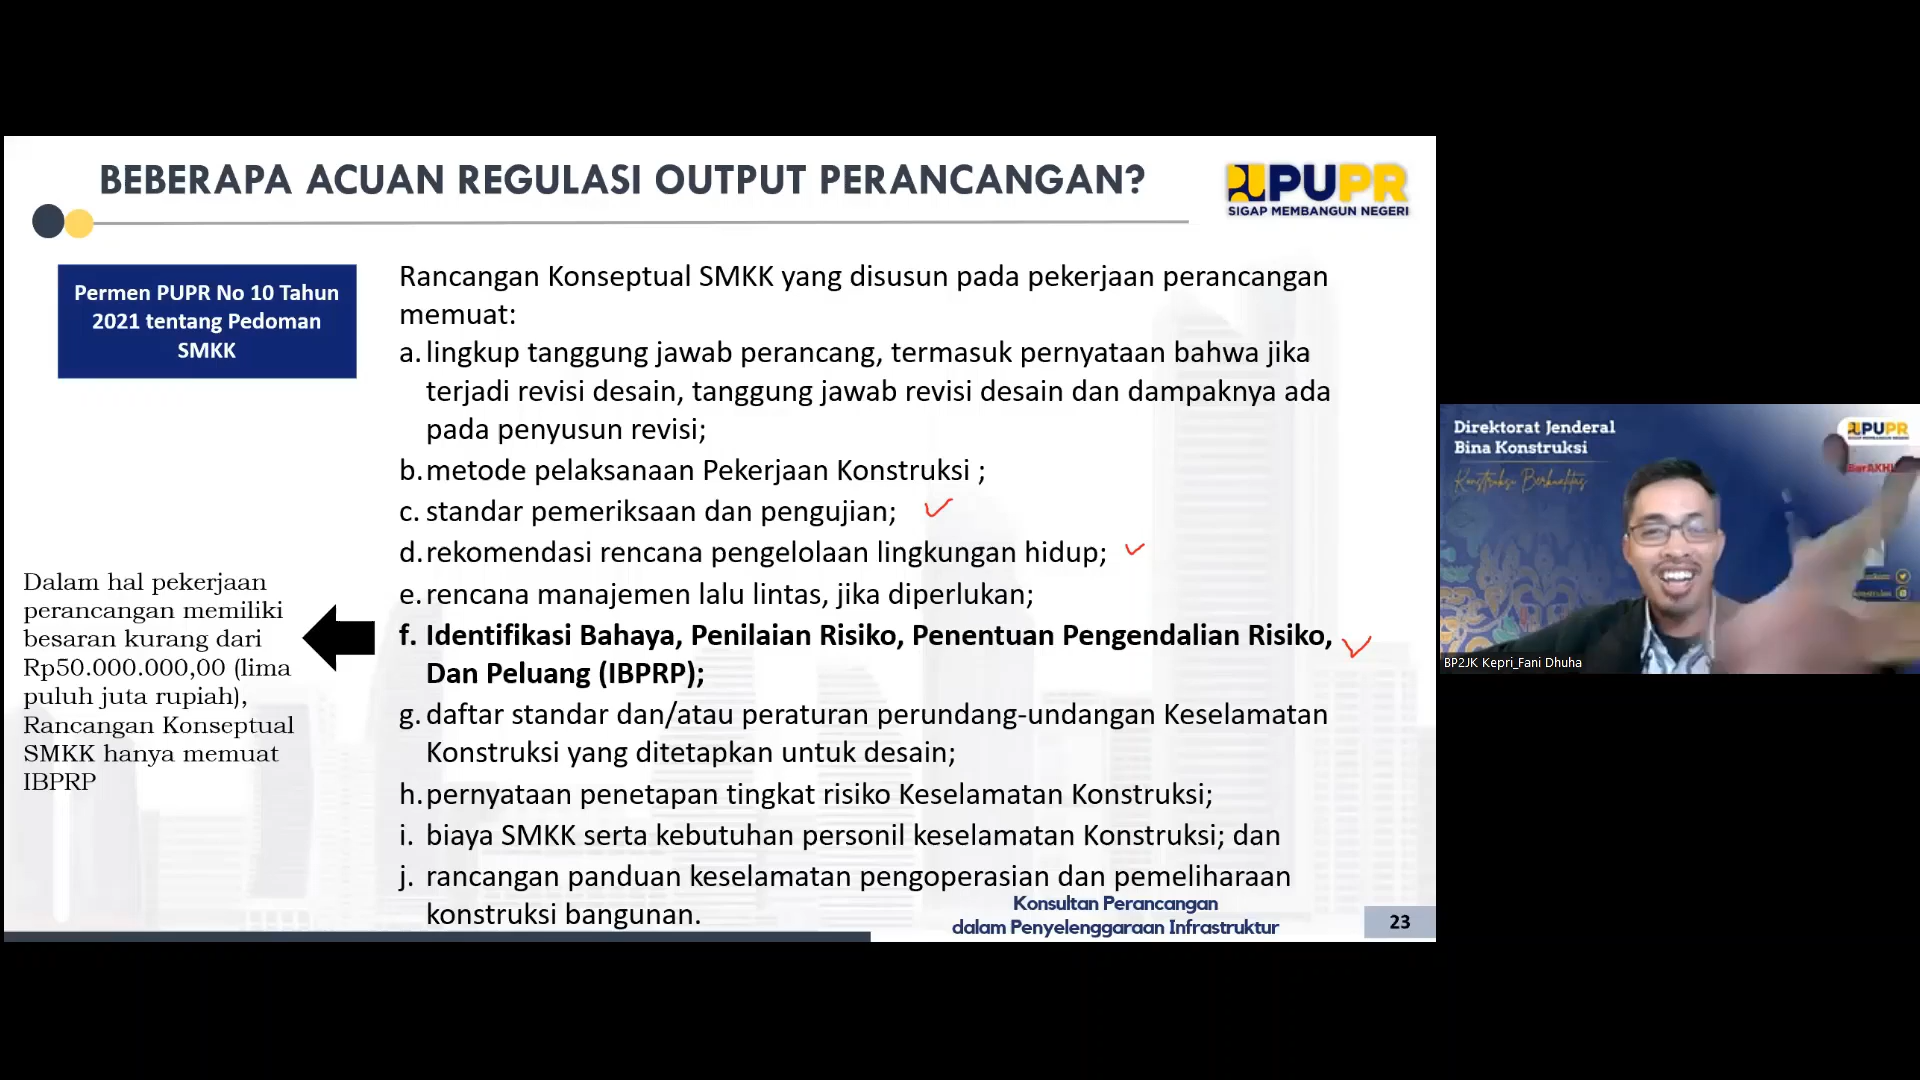 BEBERAPA ACUAN REGULASI OUTPUT PERANCANGAN?
PUPR
SIGAP MEMBANGUN NEGERI
Permen PUPR No 10 Tahun
2021 tentang Pedoman
SMKK
Rancangan Konseptual SMKK yang disusun pada pekerjaan perancangan
memuat:
a. lingkup tanggung jawab perancang, termasuk pernyataan bahwa jika
terjadi revisi desain, tanggung jawab revisi desain dan dampaknya ada
pada penyusun revisi;
b. metode pelaksanaan Pekerjaan Konstruksi ;
c. standar pemeriksaan dan pengujian;
d. rekomendasi rencana pengelolaan lingkungan hidup;
e. rencana manajemen lalu lintas, jika diperlukan;
f. Identifikasi Bahaya, Penilaian Risiko, Penentuan Pengendalian Risiko,
Dan Peluang (IBPRP);
g. daftar standar dan/atau peraturan perundang-undangan Keselamatan
Konstruksi yang ditetapkan untuk desain;
h. pernyataan penetapan tingkat risiko Keselamatan Konstruksi;
i. biaya SMKK serta kebutuhan personil keselamatan Konstruksi; dan
j. rancangan panduan keselamatan pengoperasian dan pemeliharaan
konstruksi bangunan.
Dalam hal pekerjaan
perancangan memiliki
besaran kurang dari
Rp50.000.000,00 (lima
puluh juta rupiah),
Rancangan Konseptual
SMKK hanya memuat
IBPRP
Konsultan Perancangan
dalam Penyelenggaraan Infrastruktur
23
Direktorat Jenderal
Bina Konstruksi
Konstruksi Berkualitas
PUPR
BerAKHL
BP2JK Kepri_Fani Dhuha